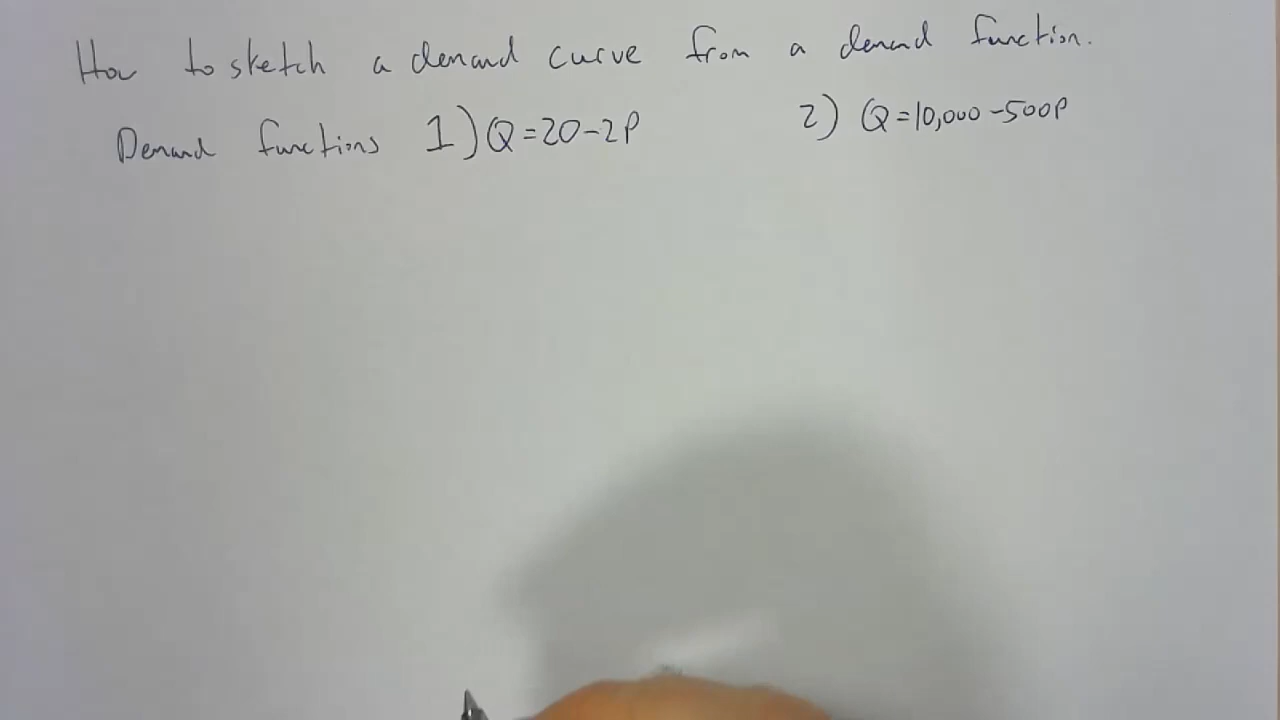 How to sketch a demand curve from a demand function.
Demand functions 1) Q=20-2P 2) Q=10,000-500P